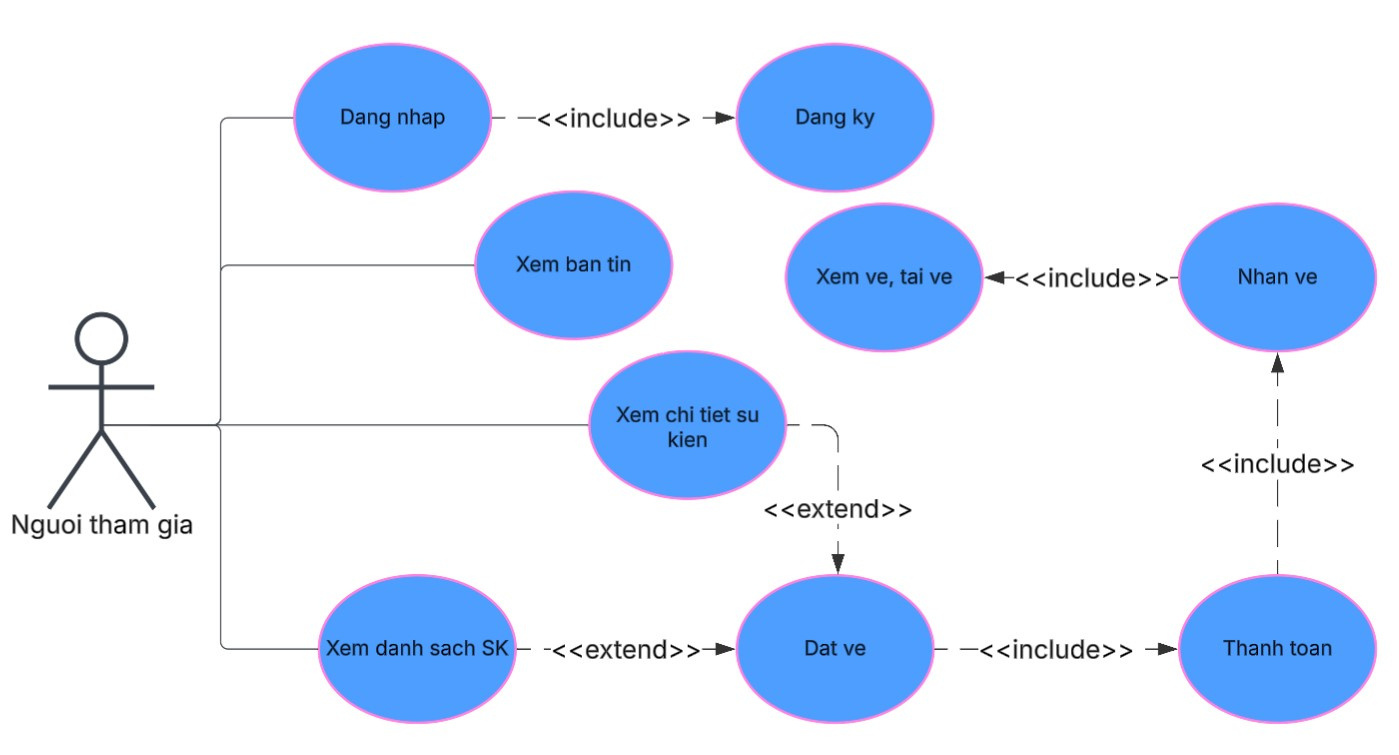 Dang nhap
<<include>>
Dang ky
Xem ban tin
Xem ve, tai ve
<<include>>
Nhan ve
Xem chi tiet su
kien
<<include>>
<<extend>>
Nguoi tham gia
Xem danh sach SK
<<extend>>
Dat ve
<<include>>
Thanh toan